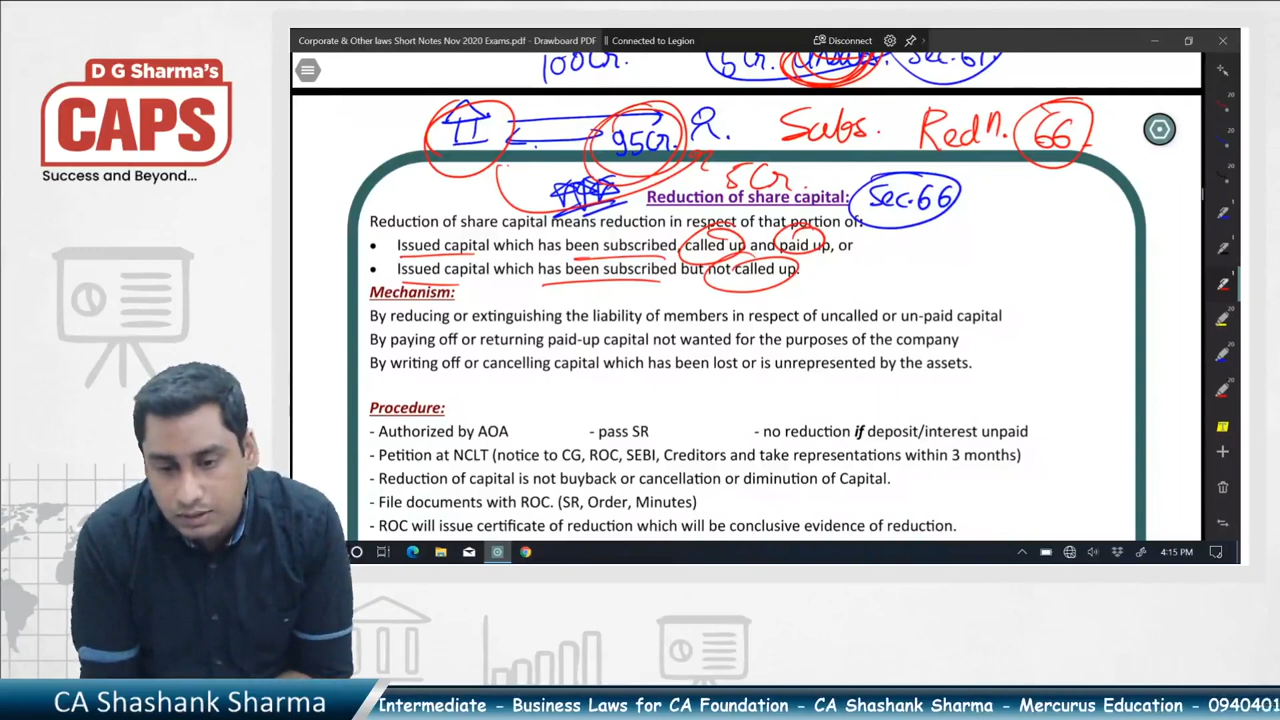 D G Sharma's
CAPS
Success and Beyond...
Corporate & Other laws Short Notes Nov 2020 Exams.pdf - Drawboard PDF
Connected to Legion
Disconnect
100Cr.
5Cr.
Sec.61
95Cr.
Subs. Redn. 66
5Cr.
Reduction of share capital: Sec.66
Reduction of share capital means reduction in respect of that portion of:
• Issued capital which has been subscribed, called up and paid up, or
• Issued capital which has been subscribed but not called up.
Mechanism:
By reducing or extinguishing the liability of members in respect of uncalled or un-paid capital
By paying off or returning paid-up capital not wanted for the purposes of the company
By writing off or cancelling capital which has been lost or is unrepresented by the assets.
Procedure:
- Authorized by AOA - pass SR - no reduction if deposit/interest unpaid
- Petition at NCLT (notice to CG, ROC, SEBI, Creditors and take representations within 3 months)
- Reduction of capital is not buyback or cancellation or diminution of Capital.
- File documents with ROC. (SR, Order, Minutes)
- ROC will issue certificate of reduction which will be conclusive evidence of reduction.
4:15 PM
CA Shashank Sharma
Intermediate - Business Laws for CA Foundation - CA Shashank Sharma - Mercurus Education - 0940401